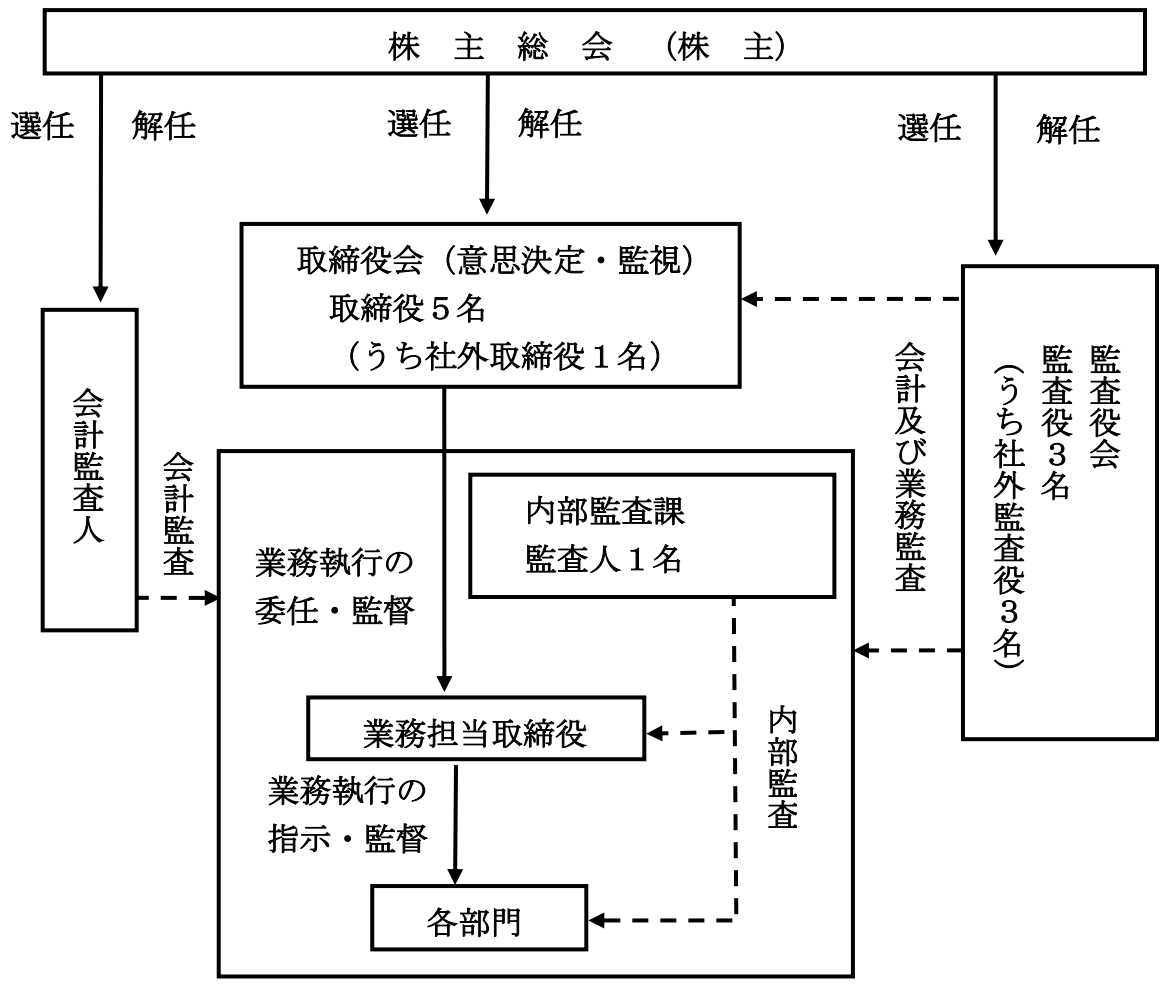 株　主　総　会　（株　主）
選任
解任
選任
解任
選任
解任
取締役会（意思決定・監視）
取締役５名
（うち社外取締役１名）
監査役会
監査役３名
（うち社外監査役３名）
会計及び業務監査
会計監査人
会計監査
内部監査課
監査人１名
業務執行の
委任・監督
業務担当取締役
内部監査
業務執行の
指示・監督
各部門